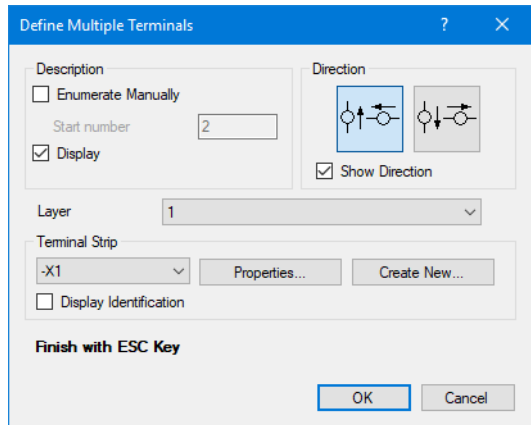 Define Multiple Terminals ?
Description
Enumerate Manually
Start number 2
Display
Direction
Show Direction
Layer 1
Terminal Strip
-X1 Properties... Create New...
Display Identification
Finish with ESC Key
OK Cancel